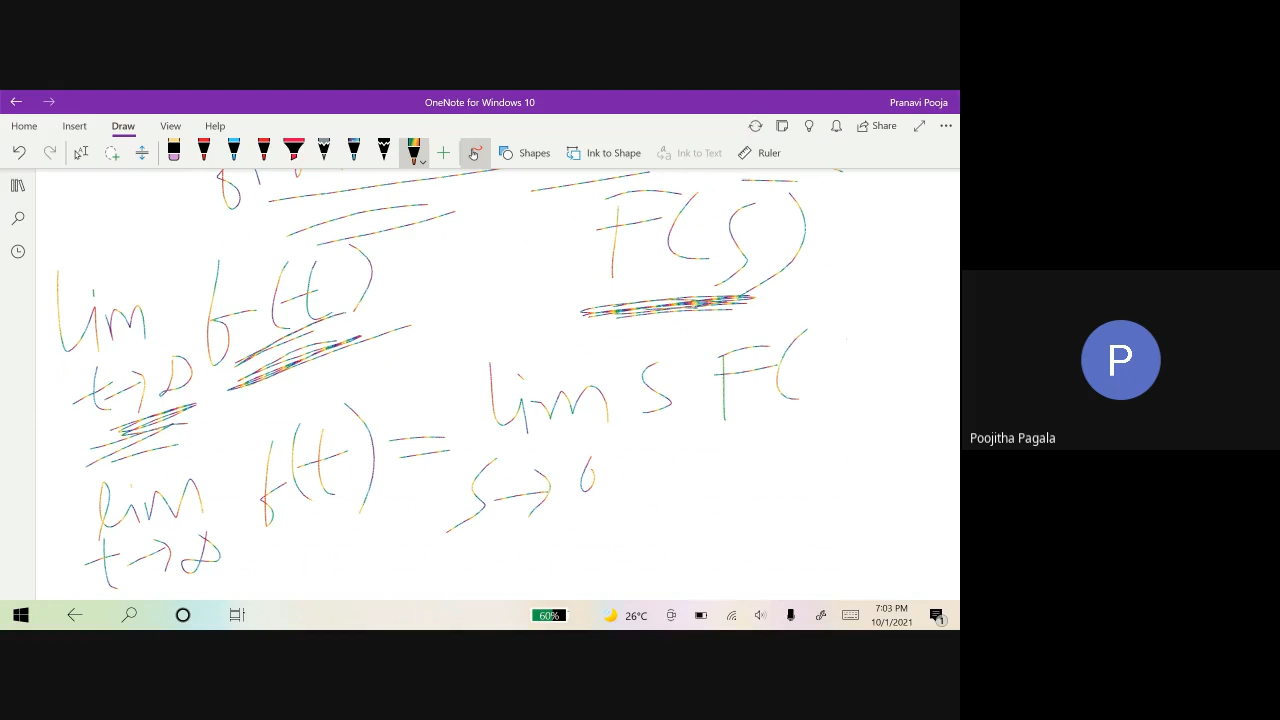 OneNote for Windows 10
Pranavi Pooja
Home Insert Draw View Help
Share
Shapes
Ink to Shape
Ink to Text
Ruler
F(S)
lim f(t)
t→∞
lim S F(
S→0
lim f(t) =
t→∞
P
Poojitha Pagala
60%
26°C
7:03 PM
10/1/2021
1